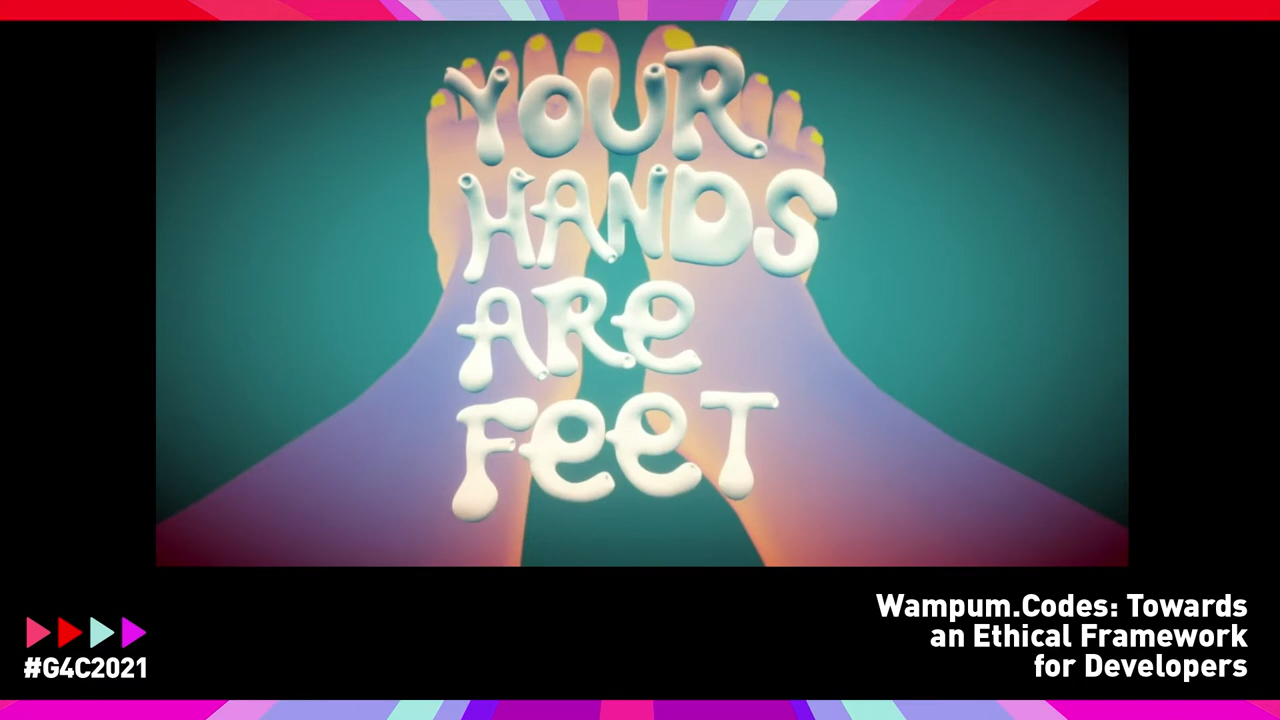 YOUR
HANDS
ARe
FeeT
Wampum.Codes: Towards
an Ethical Framework
for Developers
#G4C2021